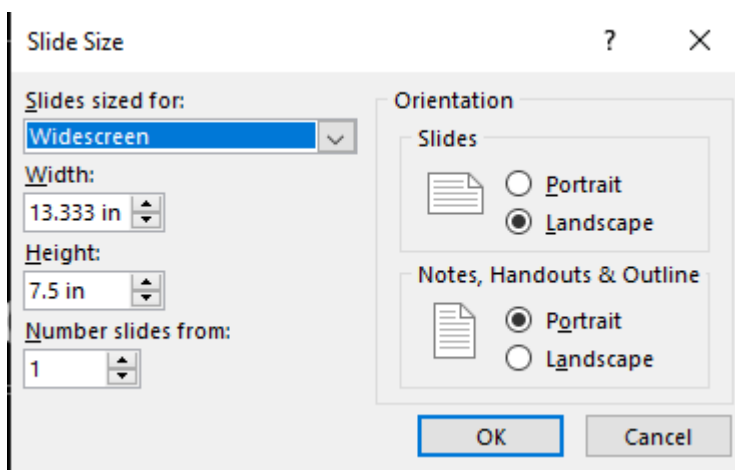 Slide Size
Slides sized for:
Widescreen
Width:
13.333 in
Height:
7.5 in
Number slides from:
1
Orientation
Slides
Portrait
Landscape
Notes, Handouts & Outline
Portrait
Landscape
OK
Cancel